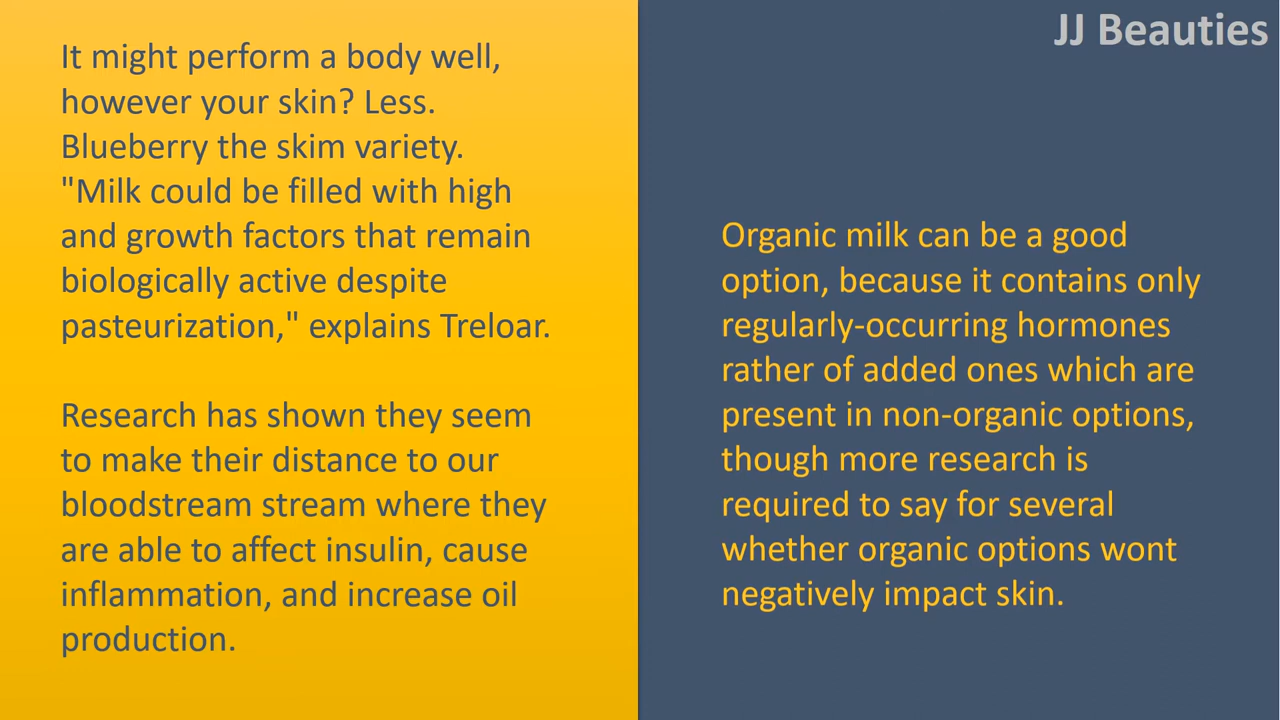 JJ Beauties
It might perform a body well,
however your skin? Less.
Blueberry the skim variety.
"Milk could be filled with high
and growth factors that remain
biologically active despite
pasteurization," explains Treloar.
Research has shown they seem
to make their distance to our
bloodstream stream where they
are able to affect insulin, cause
inflammation, and increase oil
production.
Organic milk can be a good
option, because it contains only
regularly-occurring hormones
rather of added ones which are
present in non-organic options,
though more research is
required to say for several
whether organic options wont
negatively impact skin.